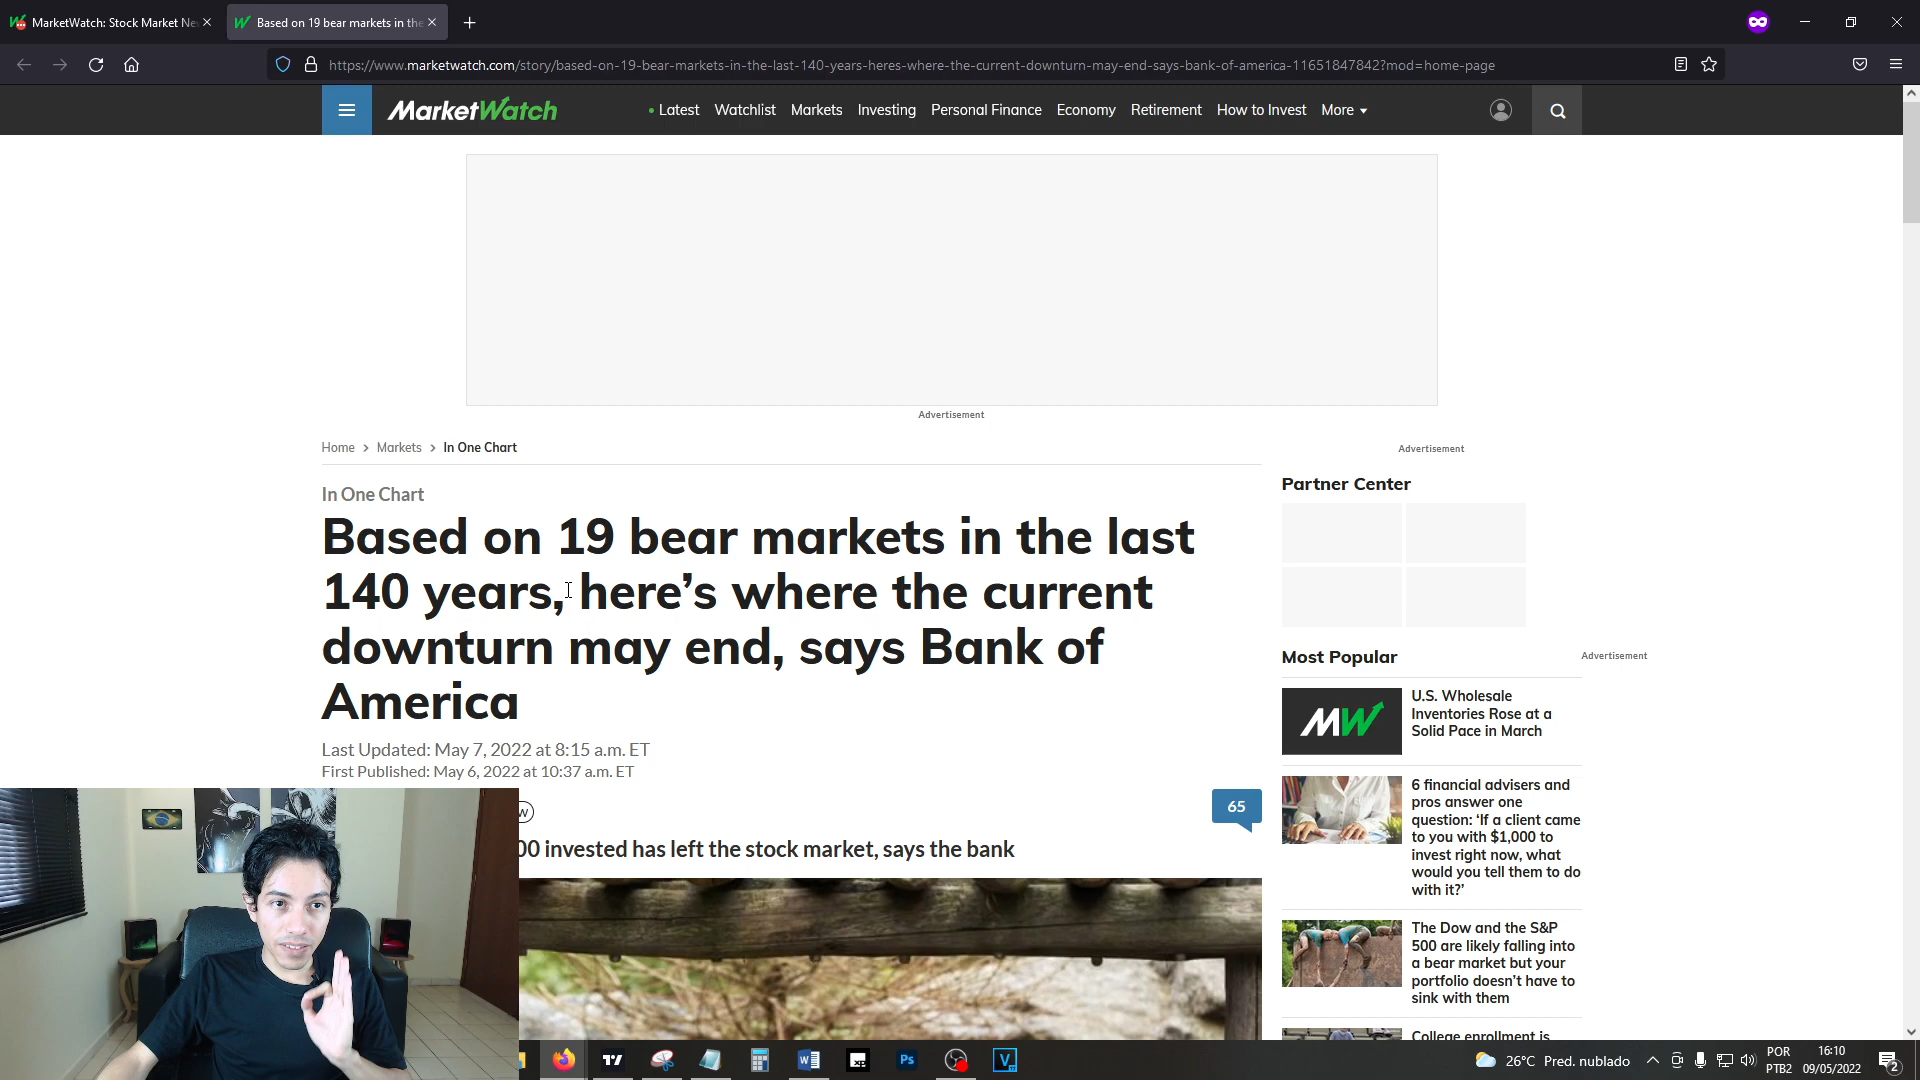 MarketWatch: Stock Market Ne
Based on 19 bear markets in the
https://www.marketwatch.com/story/based-on-19-bear-markets-in-the-last-140-years-heres-where-the-current-downturn-may-end-says-bank-of-america-11651847842?mod=home-page
MarketWatch
• Latest Watchlist Markets Investing Personal Finance Economy Retirement How to Invest More
Advertisement
Home > Markets > In One Chart
In One Chart
Based on 19 bear markets in the last
140 years, here’s where the current
downturn may end, says Bank of
America
Last Updated: May 7, 2022 at 8:15 a.m. ET
First Published: May 6, 2022 at 10:37 a.m. ET
W
65
00 invested has left the stock market, says the bank
Advertisement
Partner Center
Most Popular
Advertisement
MW
U.S. Wholesale
Inventories Rose at a
Solid Pace in March
6 financial advisers and
pros answer one
question: ‘If a client came
to you with $1,000 to
invest right now, what
would you tell them to do
with it?’
The Dow and the S&P
500 are likely falling into
a bear market but your
portfolio doesn’t have to
sink with them
College enrollment is
W
XP
Ps
V
26°C Pred. nublado
POR
PTB2
16:10
09/05/2022
2